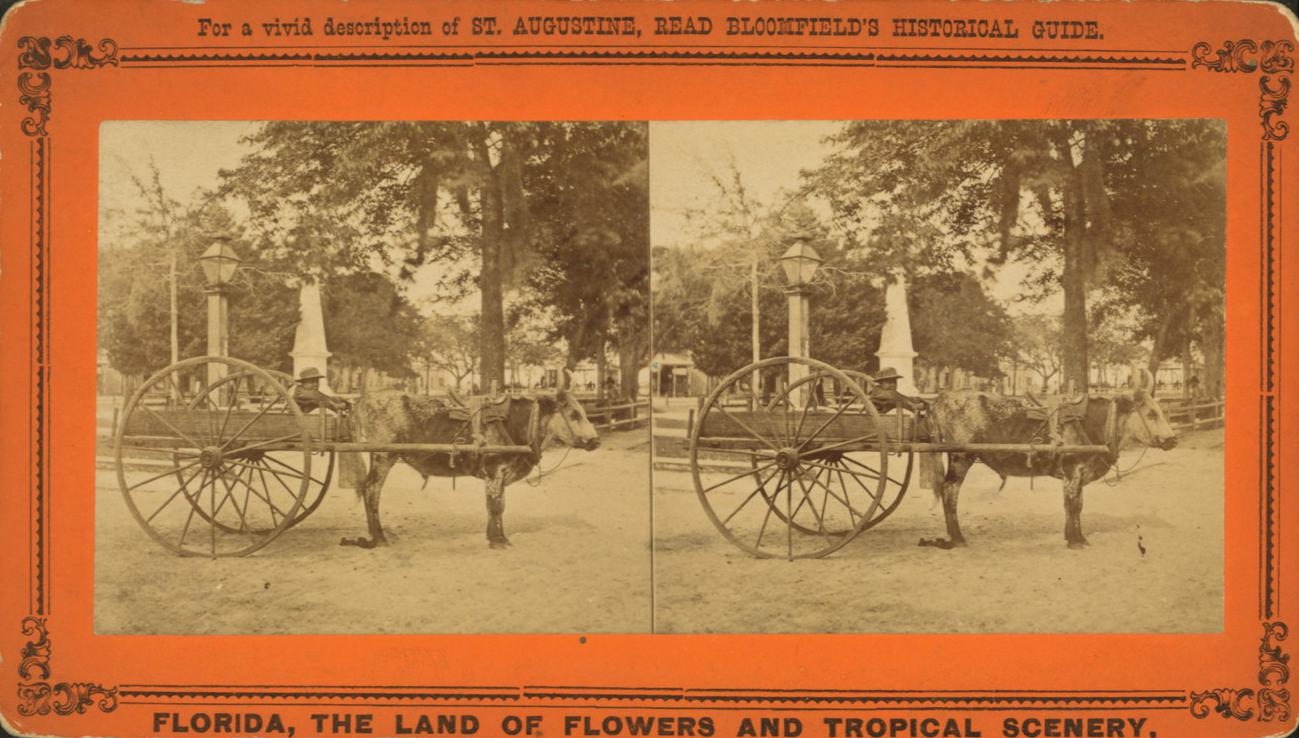 For a vivid description of ST. AUGUSTINE, READ BLOOMFIELD'S HISTORICAL GUIDE.
FLORIDA, THE LAND OF FLOWERS AND TROPICAL SCENERY.